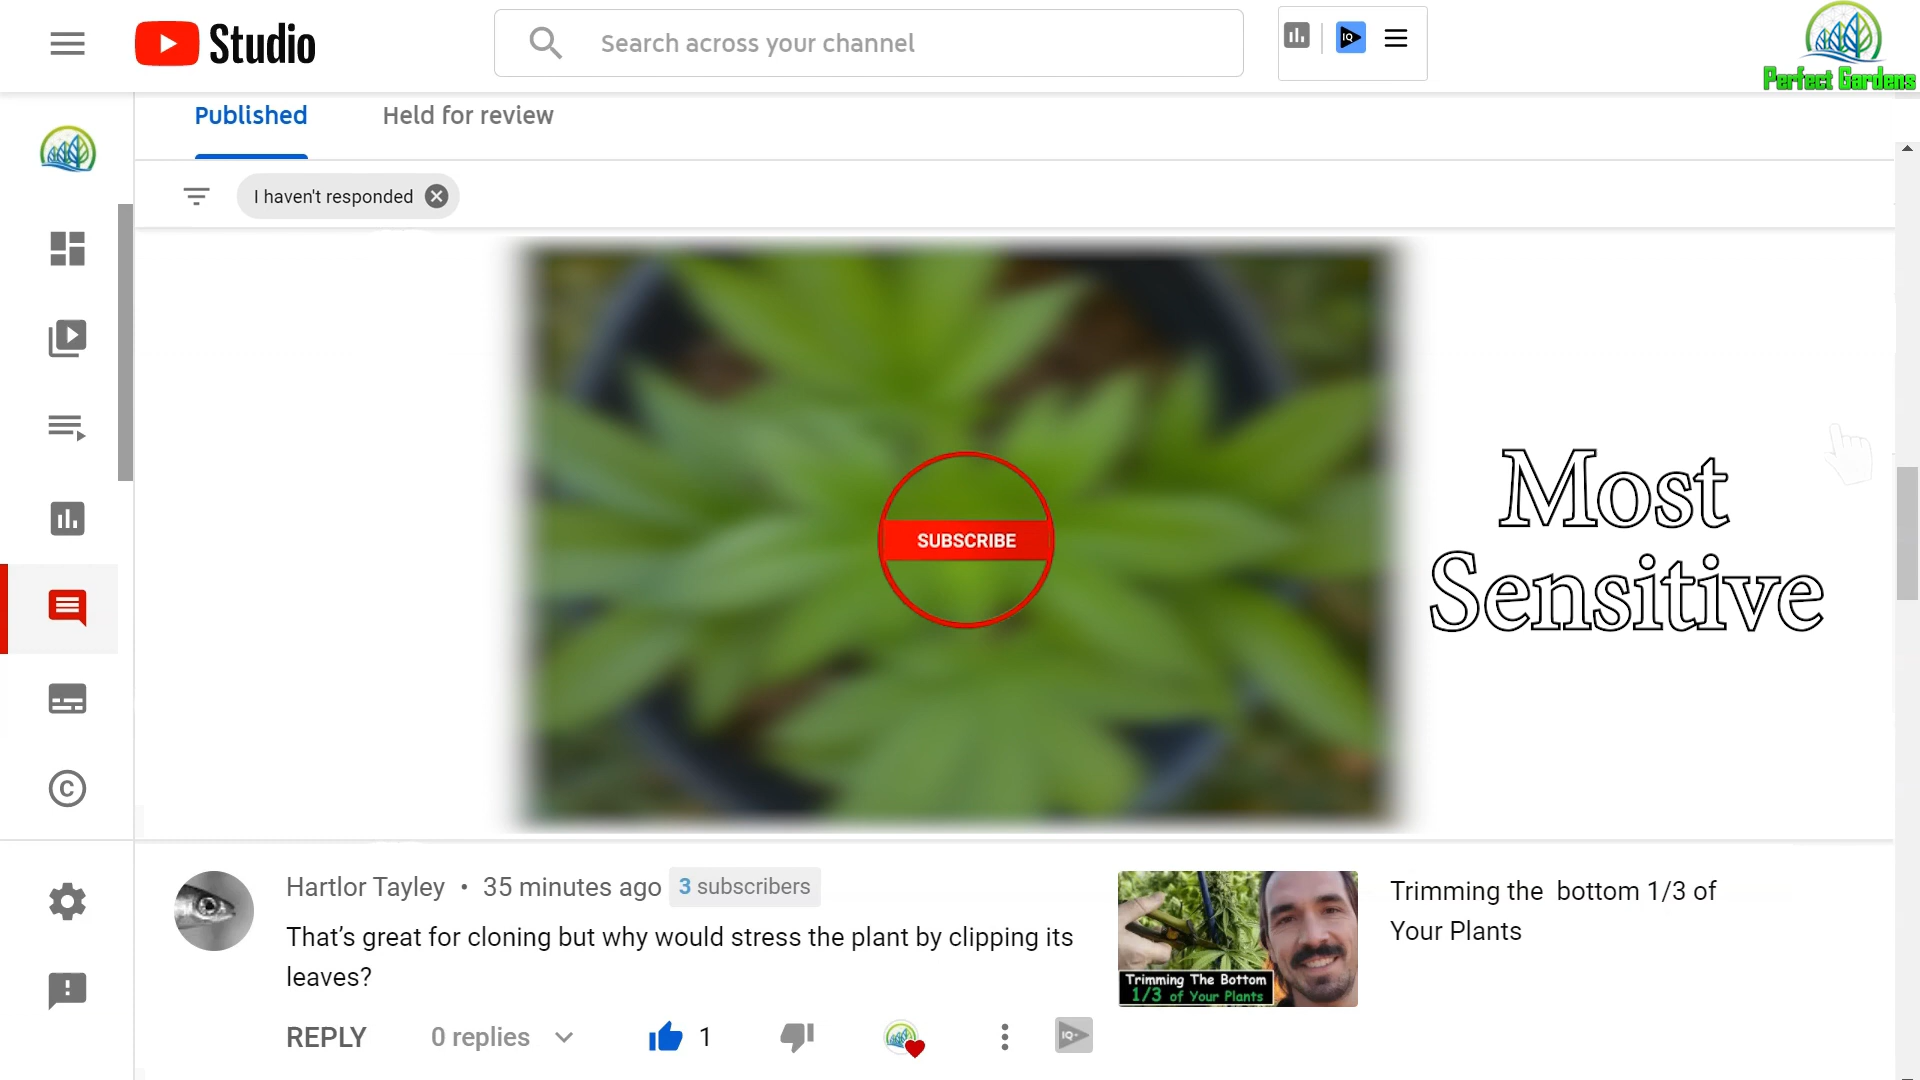 Studio
Search across your channel
IQ
Perfect Gardens
Published
Held for review
I haven't responded
SUBSCRIBE
Most
Sensitive
Hartlor Tayley • 35 minutes ago 3 subscribers
That’s great for cloning but why would stress the plant by clipping its
leaves?
Trimming The Bottom
1/3 of Your Plants
Trimming the bottom 1/3 of
Your Plants
REPLY
0 replies
1
IQ